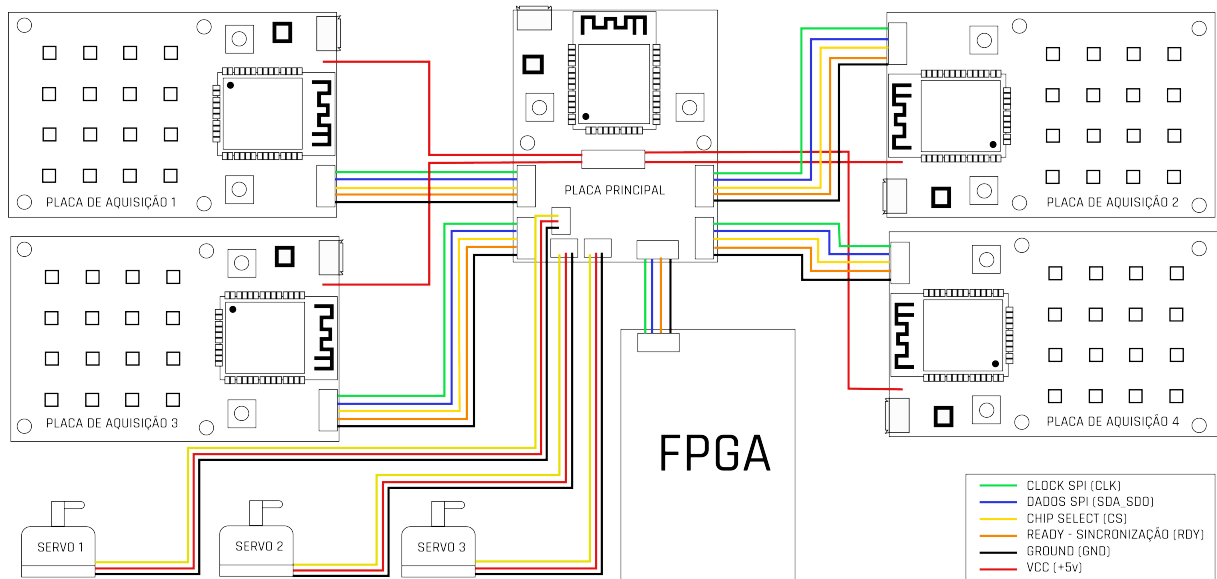 PLACA DE AQUISIÇÃO 1
PLACA PRINCIPAL
PLACA DE AQUISIÇÃO 2
PLACA DE AQUISIÇÃO 3
PLACA DE AQUISIÇÃO 4
FPGA
SERVO 1
SERVO 2
SERVO 3
CLOCK SPI (CLK)
DADOS SPI (SDA_SDO)
CHIP SELECT (CS)
READY - SINCRONIZAÇÃO (RDY)
GROUND (GND)
VCC (+5v)